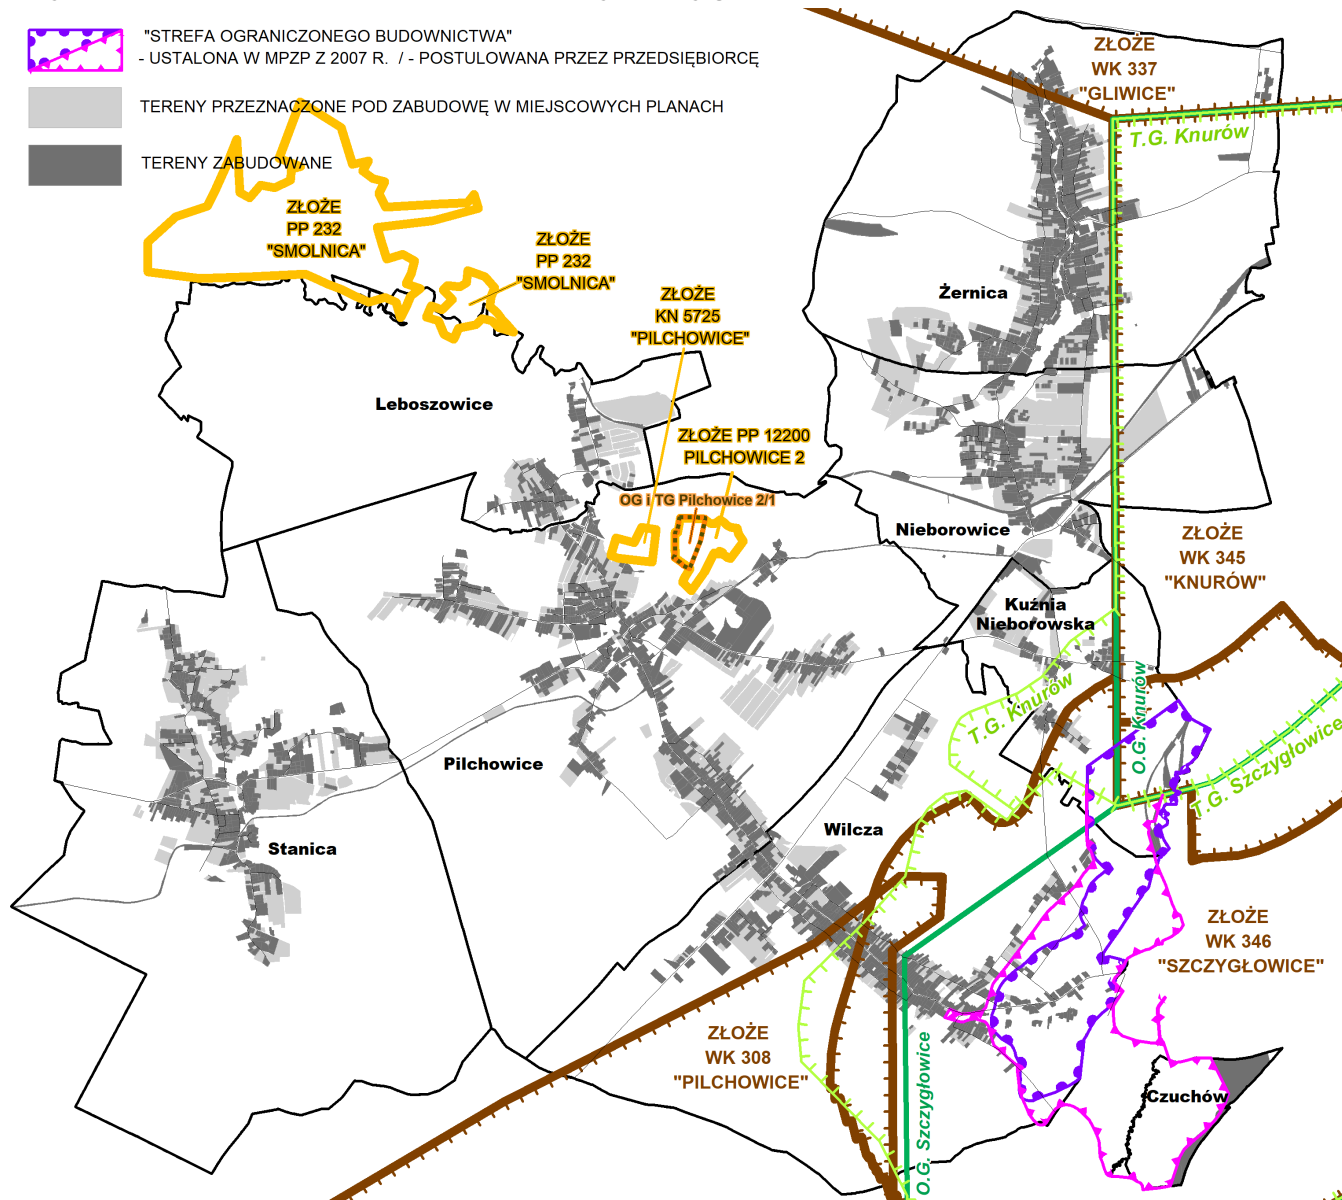 "STREFA OGRANICZONEGO BUDOWNICTWA"
- USTALONA W MPZP Z 2007 R.  / - POSTULOWANA PRZEZ PRZEDSIĘBIORCĘ
TERENY PRZEZNACZONE POD ZABUDOWĘ W MIEJSCOWYCH PLANACH
TERENY ZABUDOWANE
ZŁOŻE
WK 337
"GLIWICE"
T.G. Knurów
ZŁOŻE
PP 232
"SMOLNICA"
ZŁOŻE
PP 232
"SMOLNICA"
ZŁOŻE
KN 5725
"PILCHOWICE"
Żernica
Leboszowice
ZŁOŻE PP 12200
PILCHOWICE 2
OG i TG Pilchowice 2/1
Nieborowice
ZŁOŻE
WK 345
"KNURÓW"
Kuźnia
Nieborowska
T.G. Knurów
O.G. Knurów
T.G. Szczygłowice
Pilchowice
Wilcza
Stanica
ZŁOŻE
WK 346
"SZCZYGŁOWICE"
ZŁOŻE
WK 308
"PILCHOWICE"
O.G. Szczygłowice
Czuchów